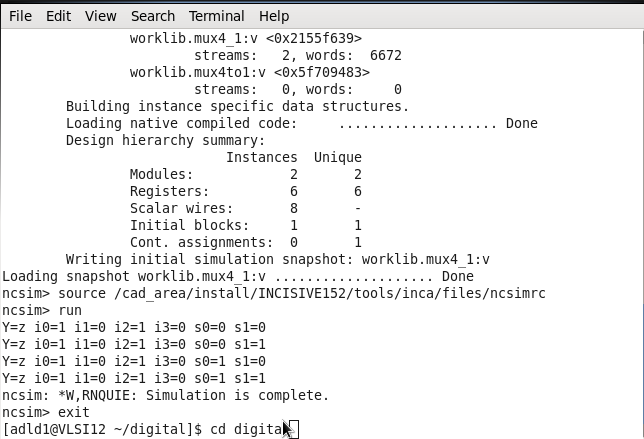 File Edit View Search Terminal Help
worklib.mux4_1:v <0x2155f639>
streams:   2, words:  6672
worklib.mux4to1:v <0x5f709483>
streams:   0, words:     0
Building instance specific data structures.
Loading native compiled code:     .................... Done
Design hierarchy summary:
Instances  Unique
Modules:                 2       2
Registers:               6       6
Scalar wires:            8       -
Initial blocks:          1       1
Cont. assignments:       0       1
Writing initial simulation snapshot: worklib.mux4_1:v
Loading snapshot worklib.mux4_1:v .................... Done
ncsim> source /cad_area/install/INCISIVE152/tools/inca/files/ncsimrc
ncsim> run
Y=z i0=1 i1=0 i2=1 i3=0 s0=0 s1=0
Y=z i0=1 i1=0 i2=1 i3=0 s0=0 s1=1
Y=z i0=1 i1=0 i2=1 i3=0 s0=1 s1=0
Y=z i0=1 i1=0 i2=1 i3=0 s0=1 s1=1
ncsim: *W,RNQUIE: Simulation is complete.
ncsim> exit
[adld1@VLSI12 ~/digital]$ cd